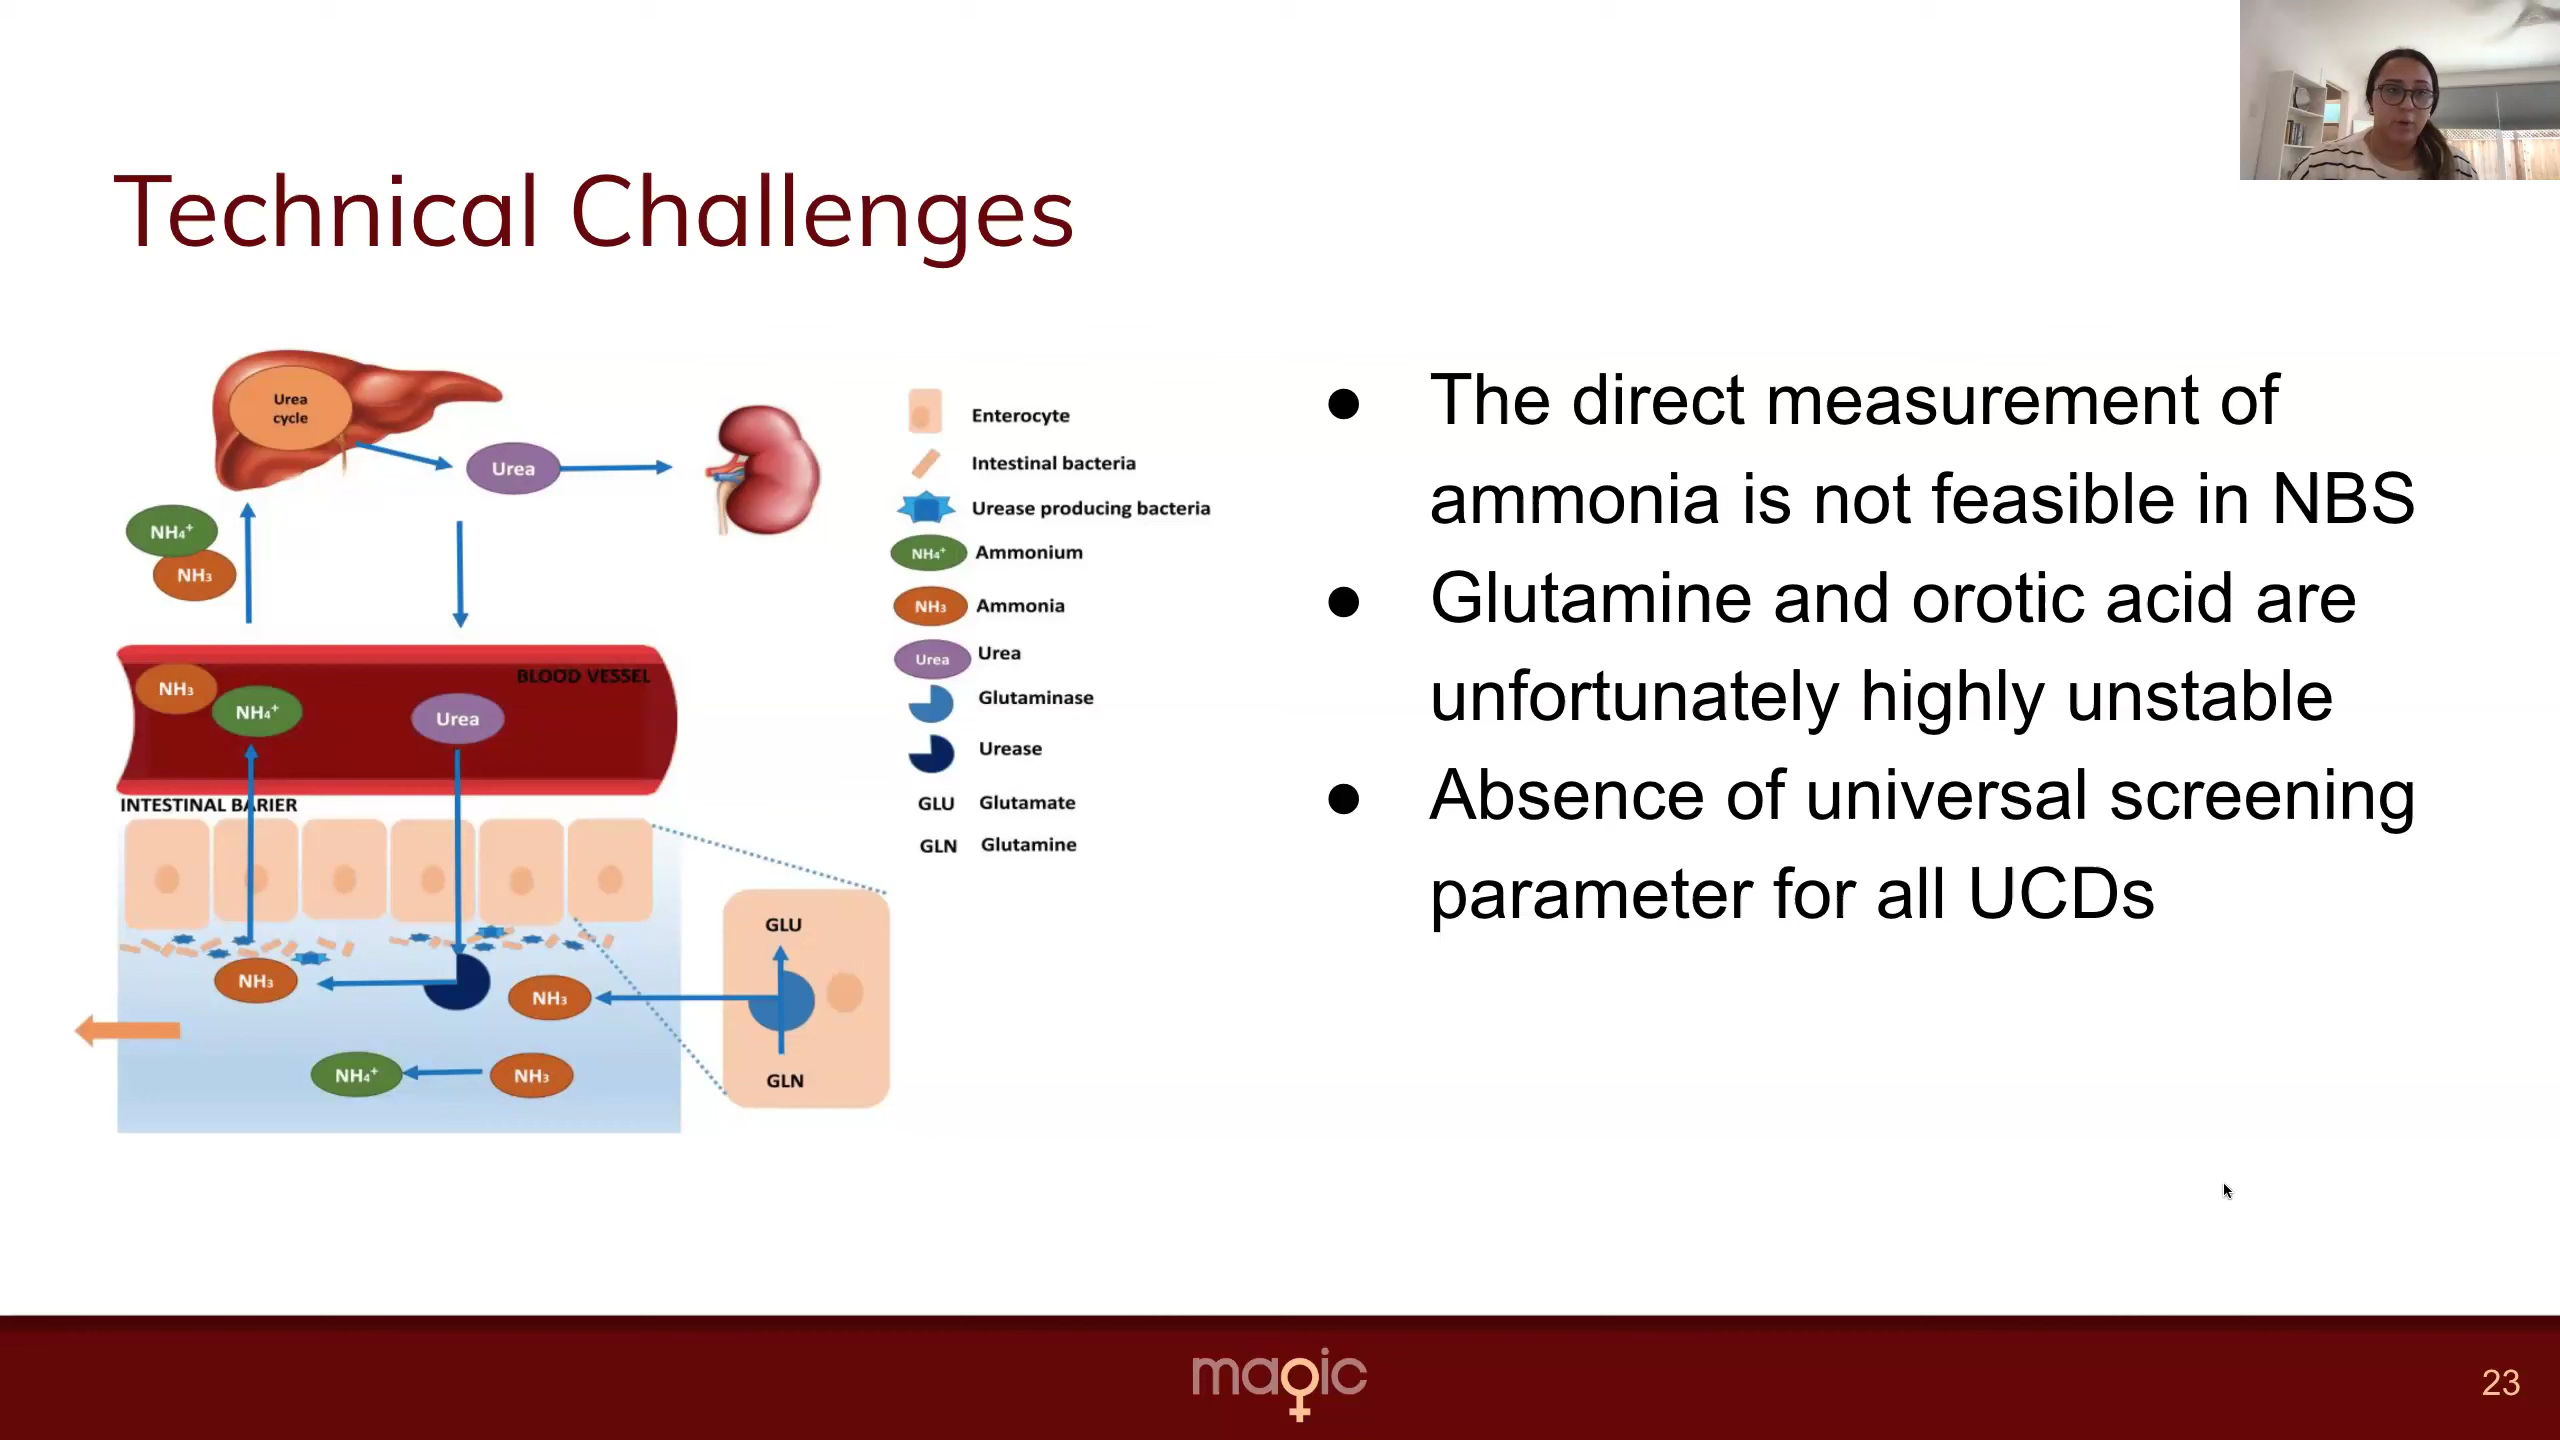 Technical Challenges
Urea
cycle
Urea
NH₄⁺
NH₃
NH₃
NH₄⁺
Urea
BLOOD VESSEL
INTESTINAL BARIER
NH₃
NH₃
NH₄⁺
NH₃
GLU
GLN
Enterocyte
Intestinal bacteria
Urease producing bacteria
NH₄⁺ Ammonium
NH₃ Ammonia
Urea Urea
Glutaminase
Urease
GLU Glutamate
GLN Glutamine
● The direct measurement of
ammonia is not feasible in NBS
● Glutamine and orotic acid are
unfortunately highly unstable
● Absence of universal screening
parameter for all UCDs
magic
23